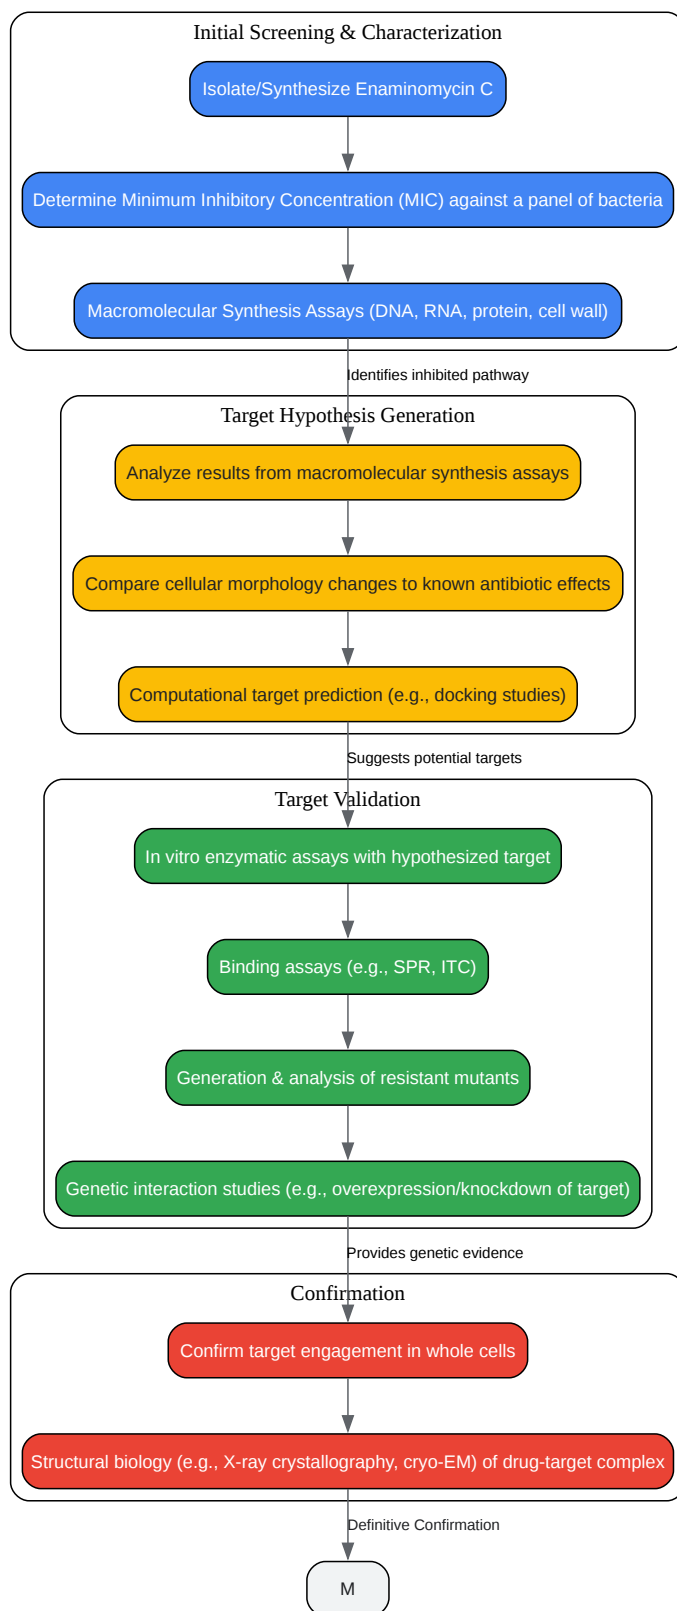 Initial Screening & Characterization
Isolate/Synthesize Enaminomycin C
Determine Minimum Inhibitory Concentration (MIC) against a panel of bacteria
Macromolecular Synthesis Assays (DNA, RNA, protein, cell wall)
Identifies inhibited pathway
Target Hypothesis Generation
Analyze results from macromolecular synthesis assays
Compare cellular morphology changes to known antibiotic effects
Computational target prediction (e.g., docking studies)
Suggests potential targets
Target Validation
In vitro enzymatic assays with hypothesized target
Binding assays (e.g., SPR, ITC)
Generation & analysis of resistant mutants
Genetic interaction studies (e.g., overexpression/knockdown of target)
Provides genetic evidence
Confirmation
Confirm target engagement in whole cells
Structural biology (e.g., X-ray crystallography, cryo-EM) of drug-target complex
Definitive Confirmation
M